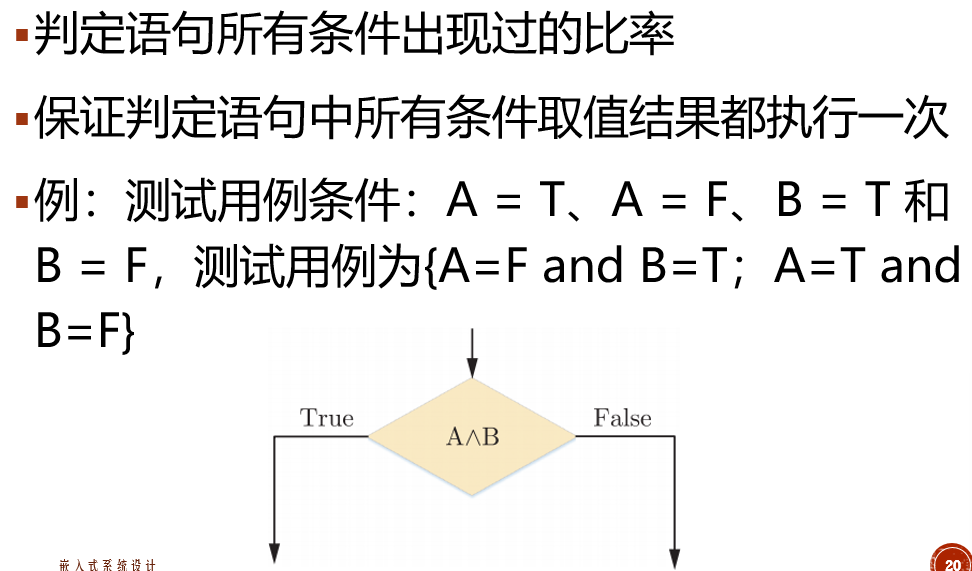 ▪判定语句所有条件出现过的比率
▪保证判定语句中所有条件取值结果都执行一次
▪例：测试用例条件：A = T、A = F、B = T 和
B = F，测试用例为{A=F and B=T；A=T and
B=F}
True
False
A∧B
嵌入式系统设计
20